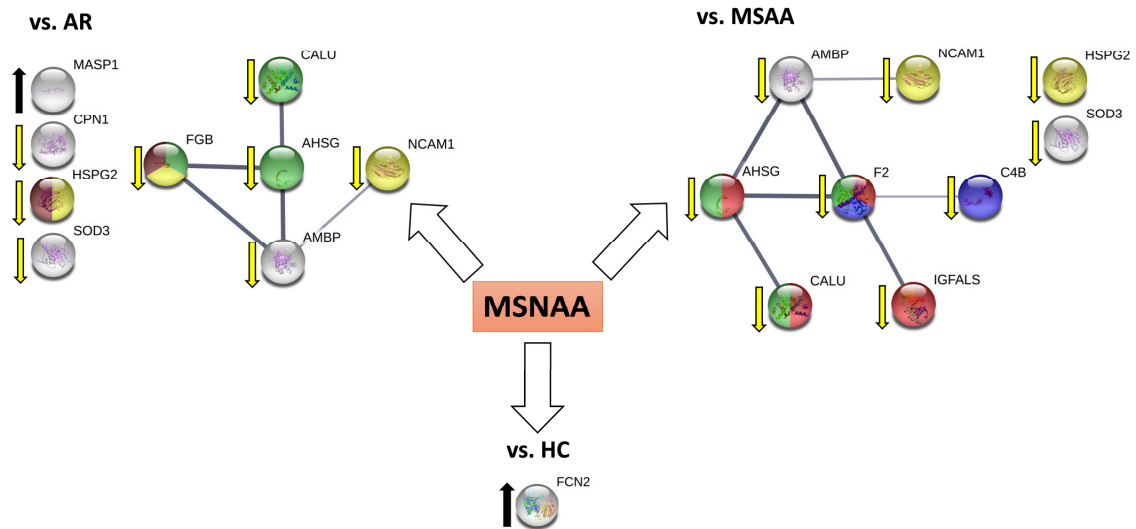 vs. AR
MASP1
CPN1
HSPG2
SOD3
CALU
FGB
AHSG
NCAM1
AMBP
vs. MSAA
AMBP
NCAM1
HSPG2
SOD3
AHSG
F2
C4B
CALU
IGFALS
MSNAA
vs. HC
FCN2